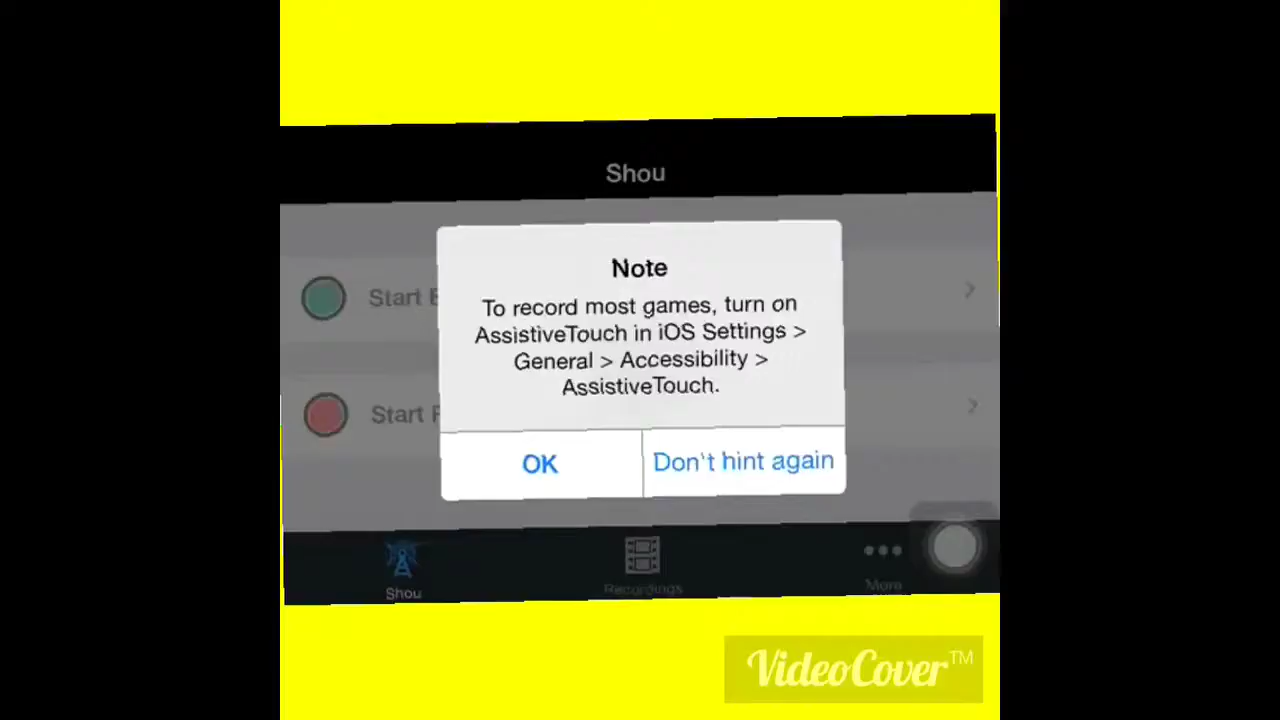 Shou
Note
To record most games, turn on
AssistiveTouch in iOS Settings >
General > Accessibility >
AssistiveTouch.
Start
Start
OK
Don't hint again
Shou
Recordings
More
VideoCover™